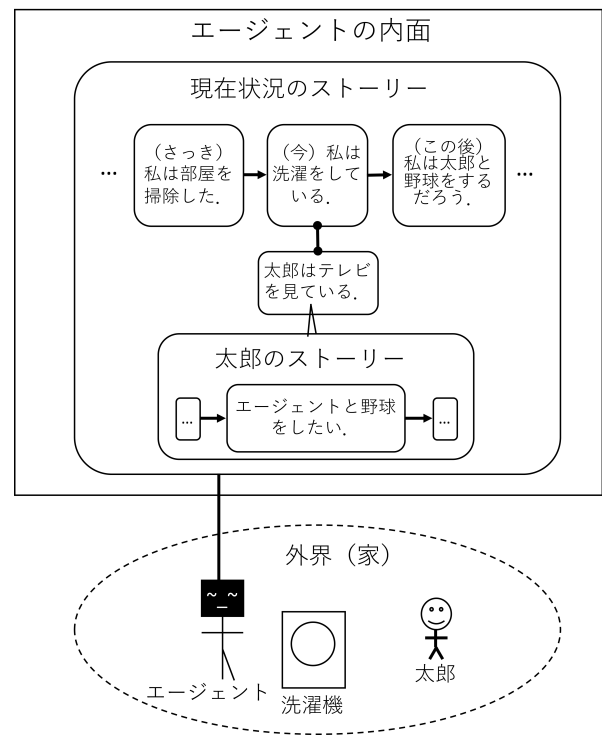 エージェントの内面
現在状況のストーリー
…
（さっき）
私は部屋を
掃除した．
（今）私は
洗濯をして
いる．
（この後）
私は太郎と
野球をする
だろう．
…
太郎はテレビ
を見ている．
太郎のストーリー
…
エージェントと野球
をしたい．
…
外界（家）
エージェント
洗濯機
太郎